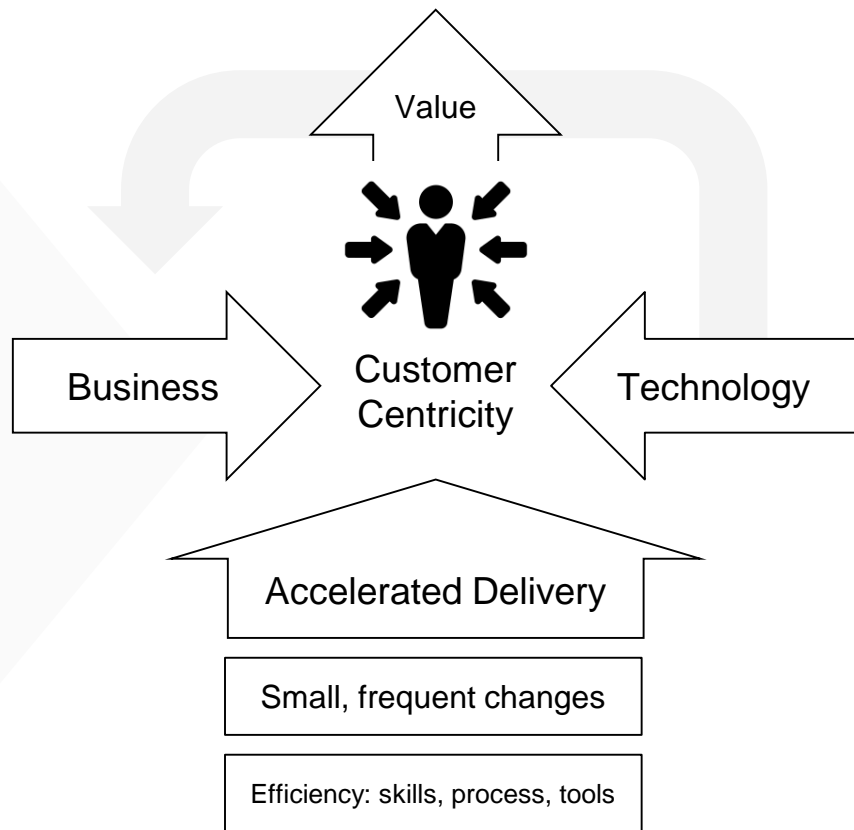 Value
Customer
Centricity
Business
Technology
Accelerated Delivery
Small, frequent changes
Efficiency: skills, process, tools